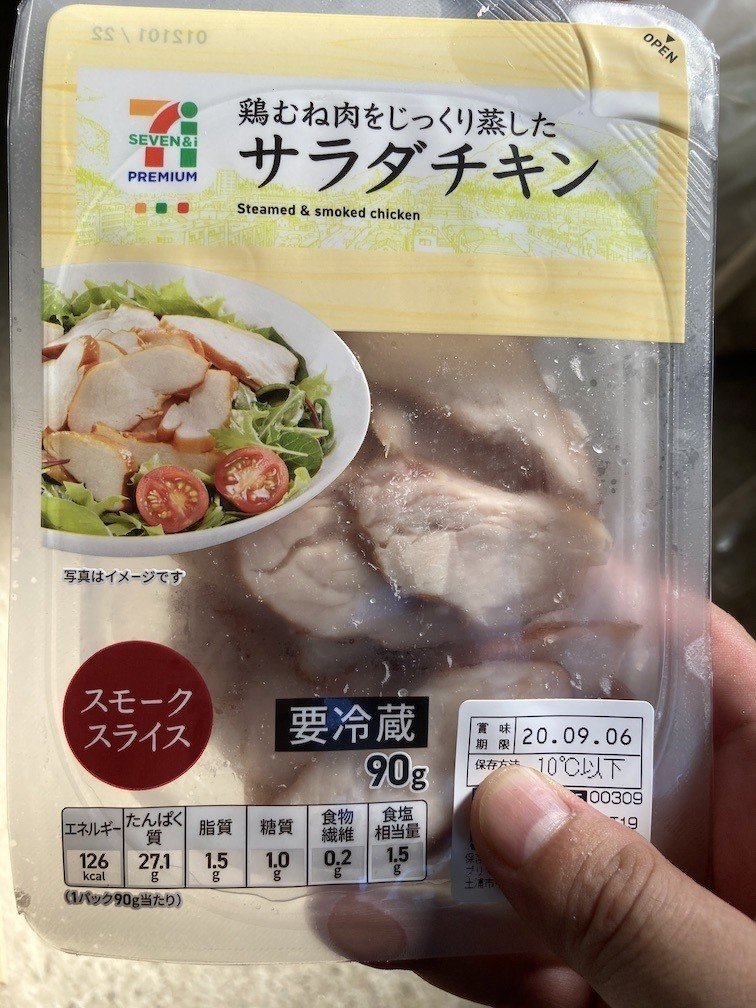 012101 / 22
OPEN
鶏むね肉をじっくり蒸した
SEVEN&i
PREMIUM
サラダチキン
Steamed & smoked chicken
写真はイメージです
スモーク
スライス
要冷蔵
90g
賞味
期限
20.09.06
保存方法
10℃以下
00309
エネルギー
126
kcal
たんぱく
質
27.1
g
脂質
1.5
g
糖質
1.0
g
食物
繊維
0.2
g
食塩
相当量
1.5
g
(1パック90g当たり)
土浦市